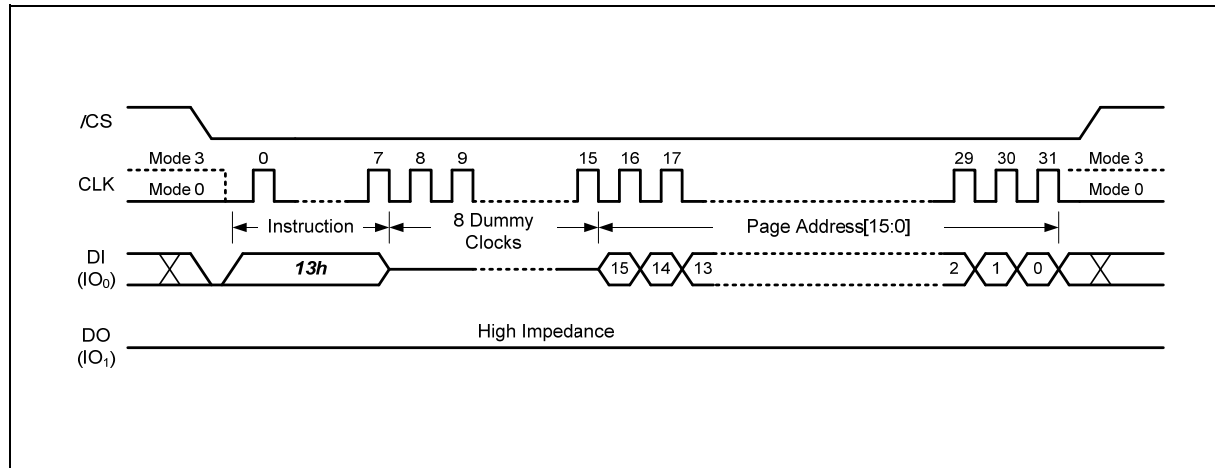 /CS
0 7 8 9 15 16 17 29 30 31
Mode 3 Mode 3
CLK
Mode 0 Mode 0
Instruction 8 Dummy Clocks Page Address[15:0]
DI
(IO₀)
13h 15 14 13 2 1 0
High Impedance
DO
(IO₁)